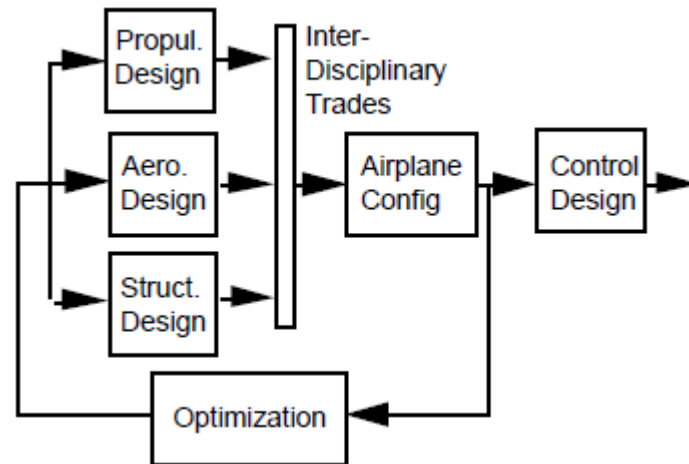 Propul.
Design
Inter-
Disciplinary
Trades
Aero.
Design
Airplane
Config
Control
Design
Struct.
Design
Optimization